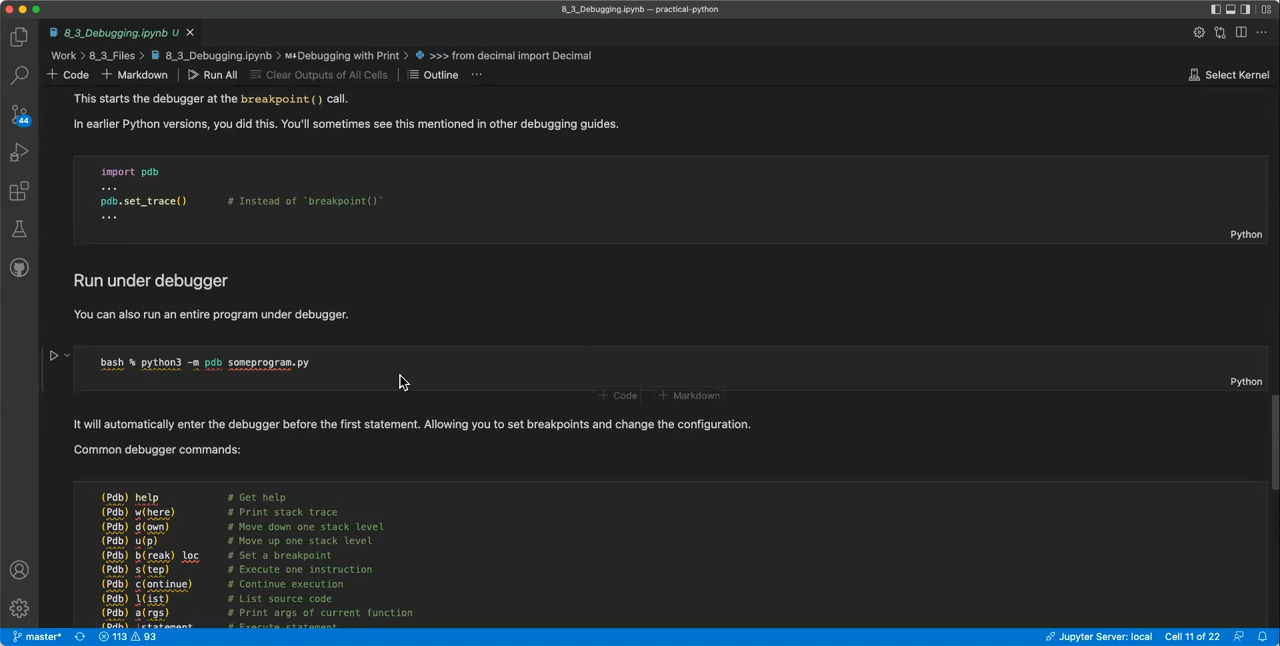 8_3_Debugging.ipynb — practical-python
8_3_Debugging.ipynb U
Work > 8_3_Files > 8_3_Debugging.ipynb > M↓Debugging with Print > >>> from decimal import Decimal
+ Code + Markdown Run All Clear Outputs of All Cells Outline ··· Select Kernel
This starts the debugger at the breakpoint() call.
In earlier Python versions, you did this. You'll sometimes see this mentioned in other debugging guides.
import pdb
...
pdb.set_trace() # Instead of `breakpoint()`
...
Python
Run under debugger
You can also run an entire program under debugger.
bash % python3 -m pdb someprogram.py
Python
+ Code + Markdown
It will automatically enter the debugger before the first statement. Allowing you to set breakpoints and change the configuration.
Common debugger commands:
(Pdb) help # Get help
(Pdb) w(here) # Print stack trace
(Pdb) d(own) # Move down one stack level
(Pdb) u(p) # Move up one stack level
(Pdb) b(reak) loc # Set a breakpoint
(Pdb) s(tep) # Execute one instruction
(Pdb) c(ontinue) # Continue execution
(Pdb) l(ist) # List source code
(Pdb) a(rgs) # Print args of current function
(Pdb) !statement # Execute statement
44
master* 113 93 Jupyter Server: local Cell 11 of 22